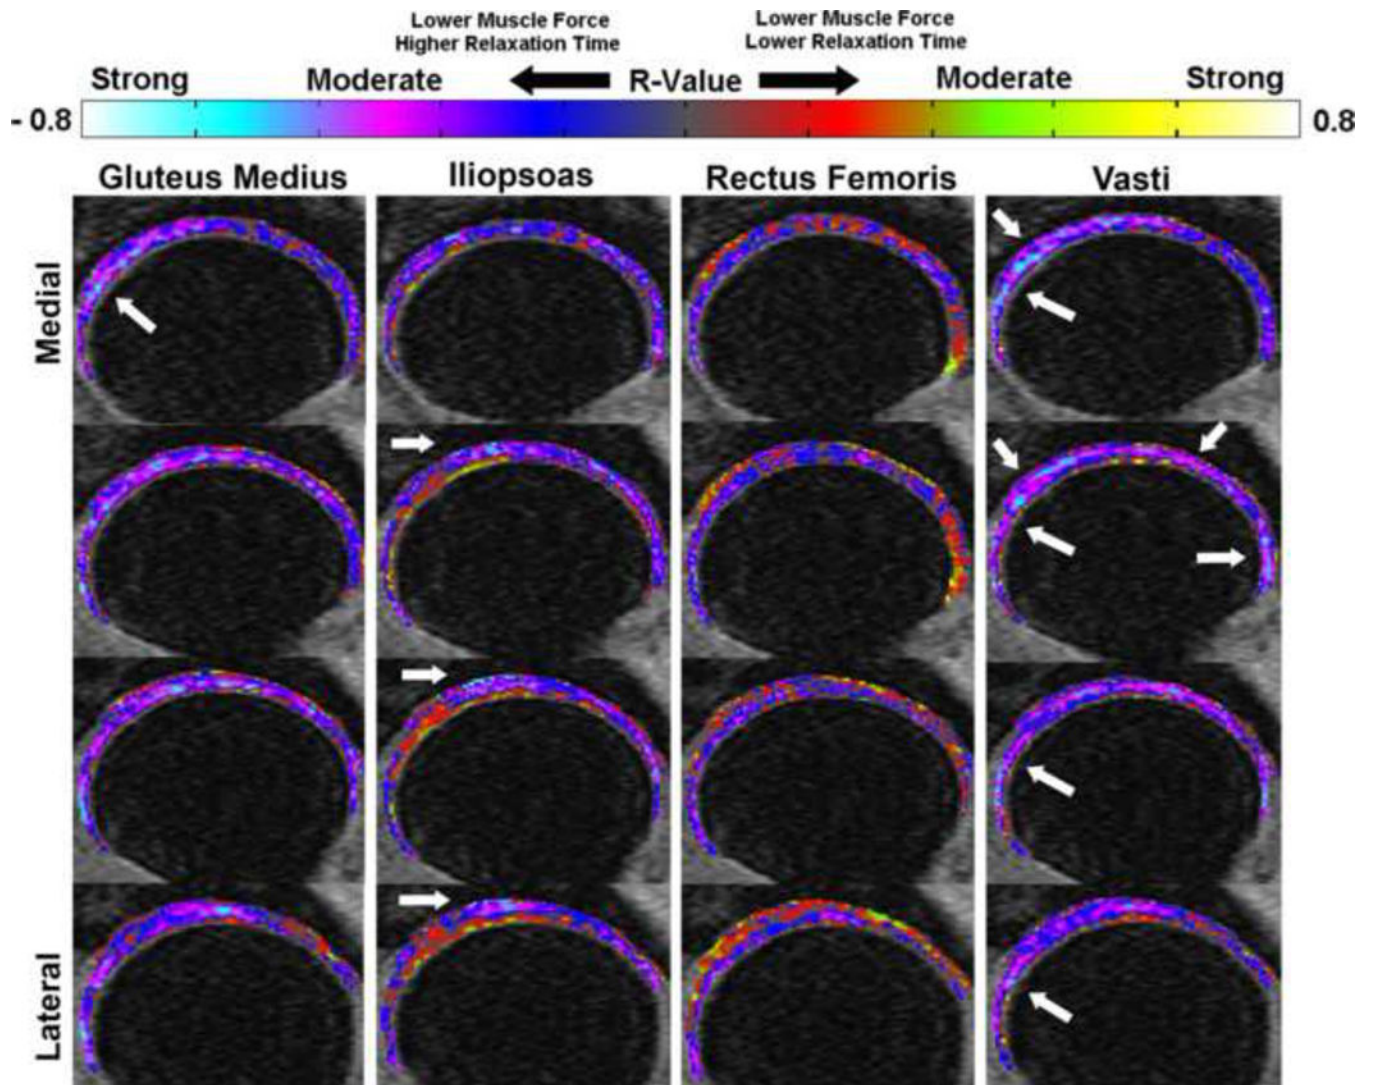 Lower Muscle Force
Higher Relaxation Time
Lower Muscle Force
Lower Relaxation Time
Strong Moderate R-Value Moderate Strong
- 0.8 0.8
Gluteus Medius Iliopsoas Rectus Femoris Vasti
Medial
Lateral